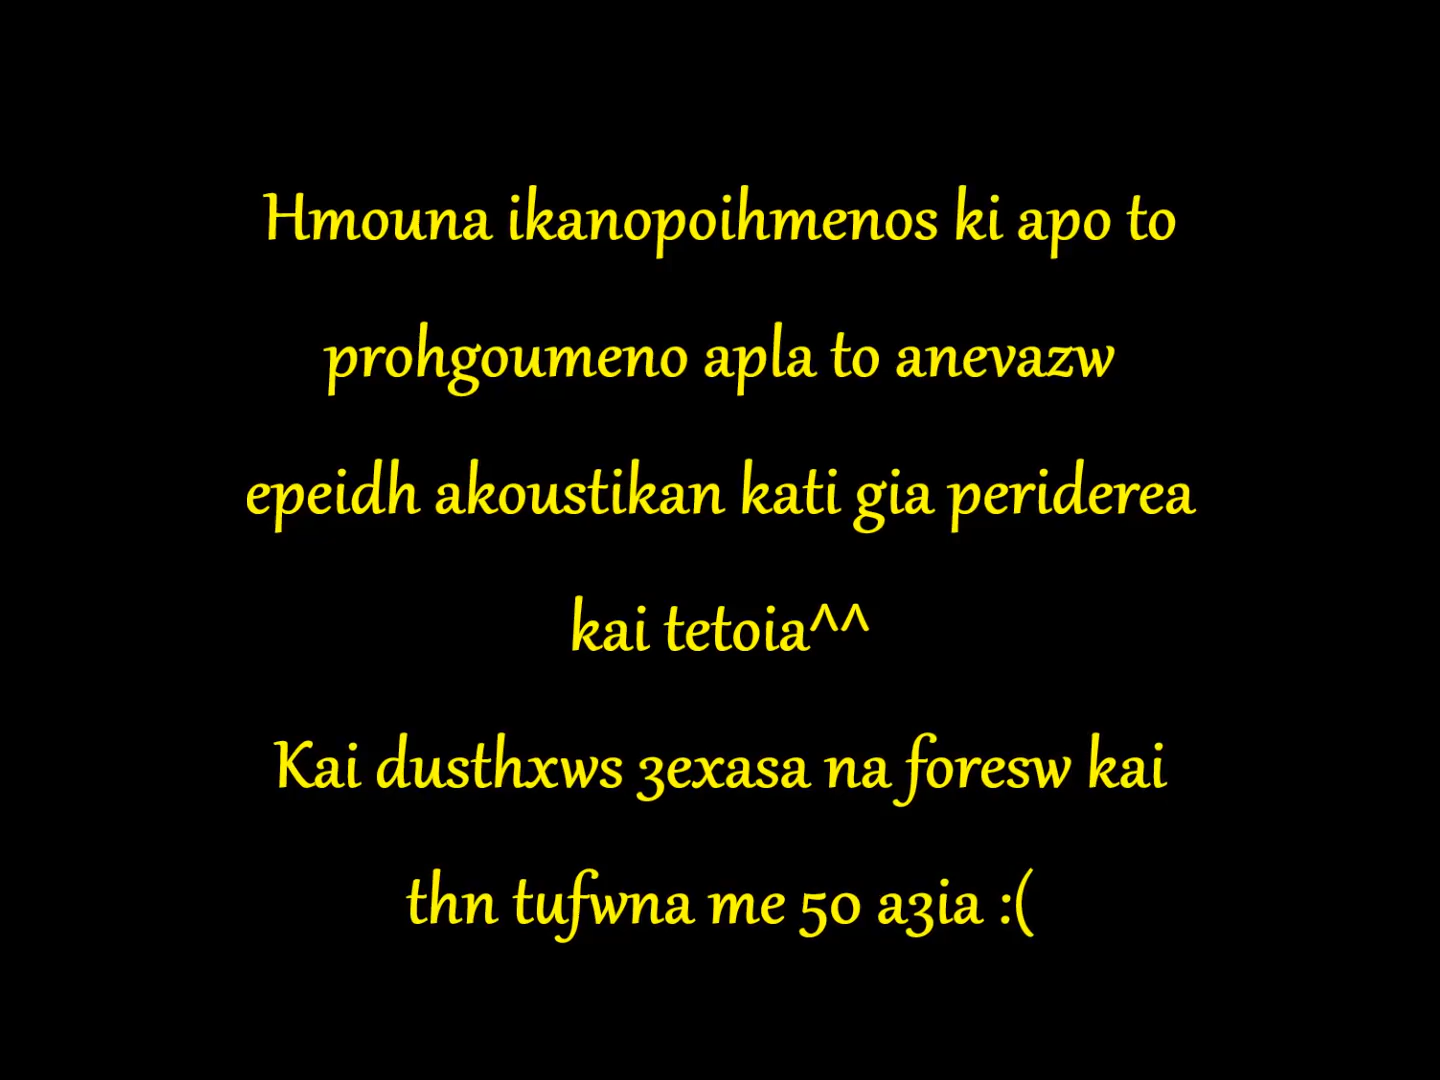 Hmouna ikanopoihmenos ki apo to
prohgoumeno apla to anevazw
epeidh akoustikan kati gia periderea
kai tetoia^^
Kai dusthxws 3exasa na foresw kai
thn tufwna me 50 a3ia :(